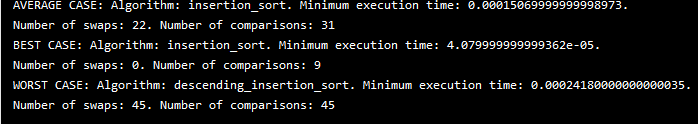 AVERAGE CASE: Algorithm: insertion_sort. Minimum execution time: 0.00015069999999998973.
Number of swaps: 22. Number of comparisons: 31
BEST CASE: Algorithm: insertion_sort. Minimum execution time: 4.079999999999362e-05.
Number of swaps: 0. Number of comparisons: 9
WORST CASE: Algorithm: descending_insertion_sort. Minimum execution time: 0.00024180000000000035.
Number of swaps: 45. Number of comparisons: 45